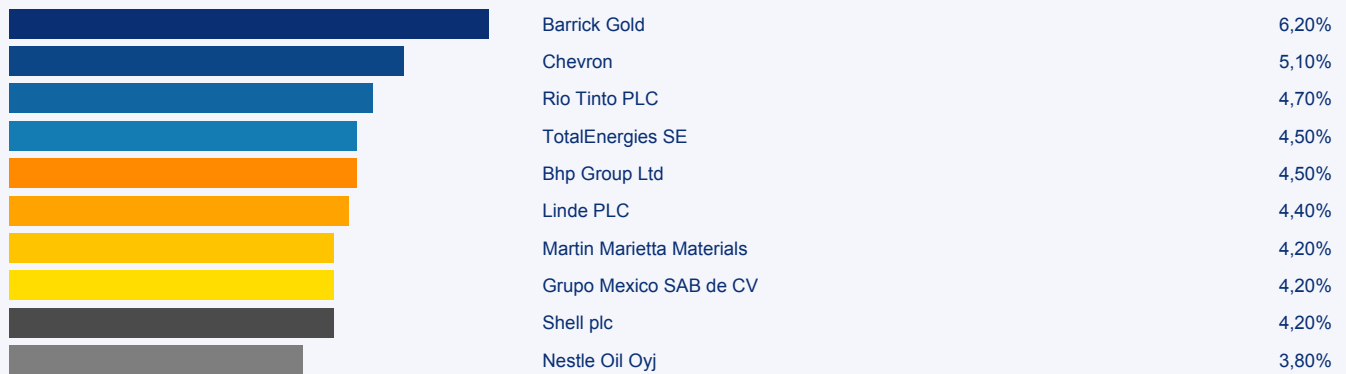 Barrick Gold 6,20%
Chevron 5,10%
Rio Tinto PLC 4,70%
TotalEnergies SE 4,50%
Bhp Group Ltd 4,50%
Linde PLC 4,40%
Martin Marietta Materials 4,20%
Grupo Mexico SAB de CV 4,20%
Shell plc 4,20%
Nestle Oil Oyj 3,80%